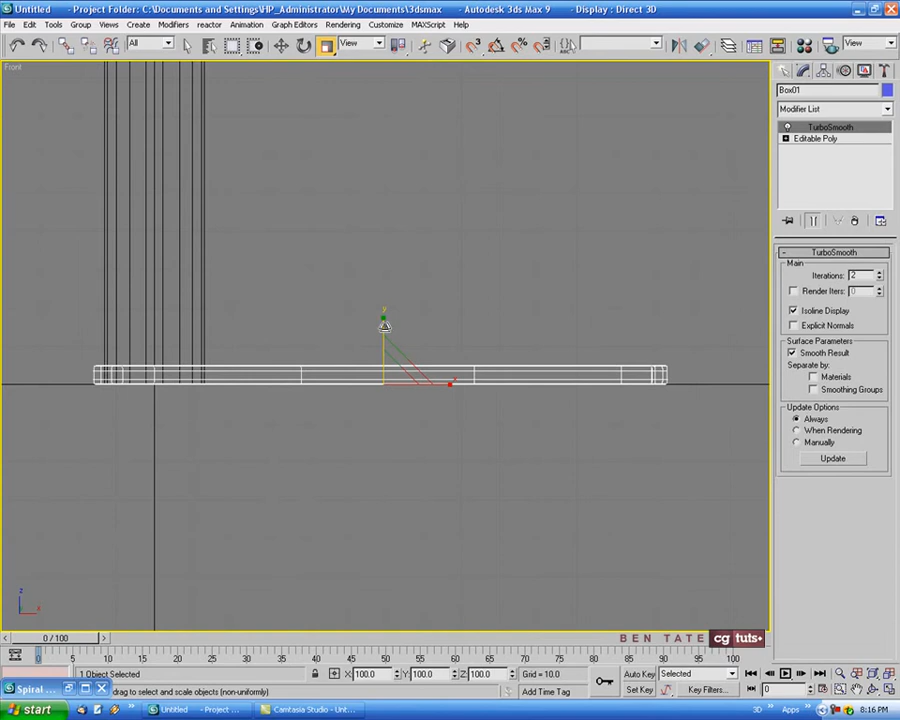 Untitled - Project Folder: C:\Documents and Settings\HP_Administrator\My Documents\3dsmax - Autodesk 3ds Max 9 - Display : Direct 3D
File Edit Tools Group Views Create Modifiers reactor Animation Graph Editors Rendering Customize MAXScript Help
All View View
Front
Box01
Modifier List
TurboSmooth
Editable Poly
TurboSmooth
Main
Iterations: 2
Render Iters: 0
Isoline Display
Explicit Normals
Surface Parameters
Smooth Result
Separate by:
Materials
Smoothing Groups
Update Options
Always
When Rendering
Manually
Update
y
x
z
x
BEN TATE cg tuts+
0 / 100
0 5 10 15 20 25 30 35 40 45 50 55 60 65 70 75 80 85 90 95 100
1 Object Selected X: 100.0 Y: 100.0 Z: 100.0 Grid = 10.0 Auto Key Selected
Spiral ... drag to select and scale objects (non-uniformly) Add Time Tag Set Key Key Filters... 0
start Untitled - Project ... Camtasia Studio - Unt... 3D Apps 8:16 PM